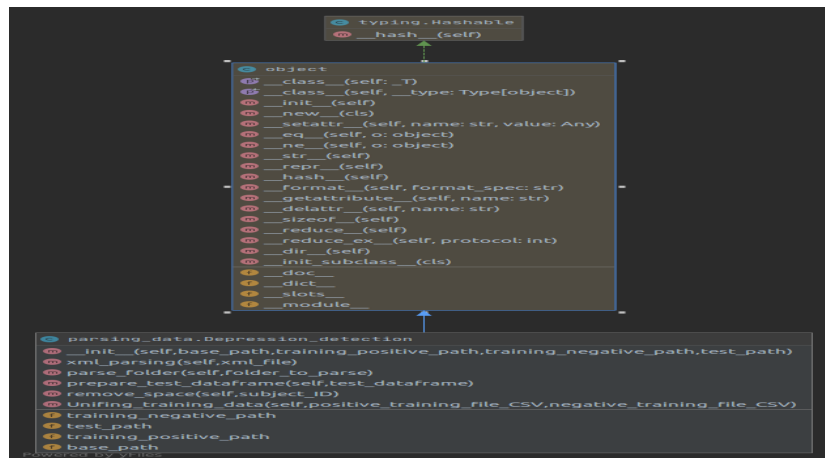 typing.Hashable
__hash__(self)
object
__class__(self: _T)
__class__(self, __type: Type[object])
__init__(self)
__new__(cls)
__setattr__(self, name: str, value: Any)
__eq__(self, o: object)
__ne__(self, o: object)
__str__(self)
__repr__(self)
__hash__(self)
__format__(self, format_spec: str)
__getattribute__(self, name: str)
__delattr__(self, name: str)
__sizeof__(self)
__reduce__(self)
__reduce_ex__(self, protocol: int)
__dir__(self)
__init_subclass__(cls)
__doc__
__dict__
__slots__
__module__
parsing_data.Depression_detection
__init__(self,base_path,training_positive_path,training_negative_path,test_path)
xml_parsing(self,xml_file)
parse_folder(self,folder_to_parse)
prepare_test_dataframe(self,test_dataframe)
remove_space(self,subject_ID)
Unifing_training_data(self,positive_training_file_CSV,negative_training_file_CSV)
training_negative_path
test_path
training_positive_path
base_path
Powered by yFiles